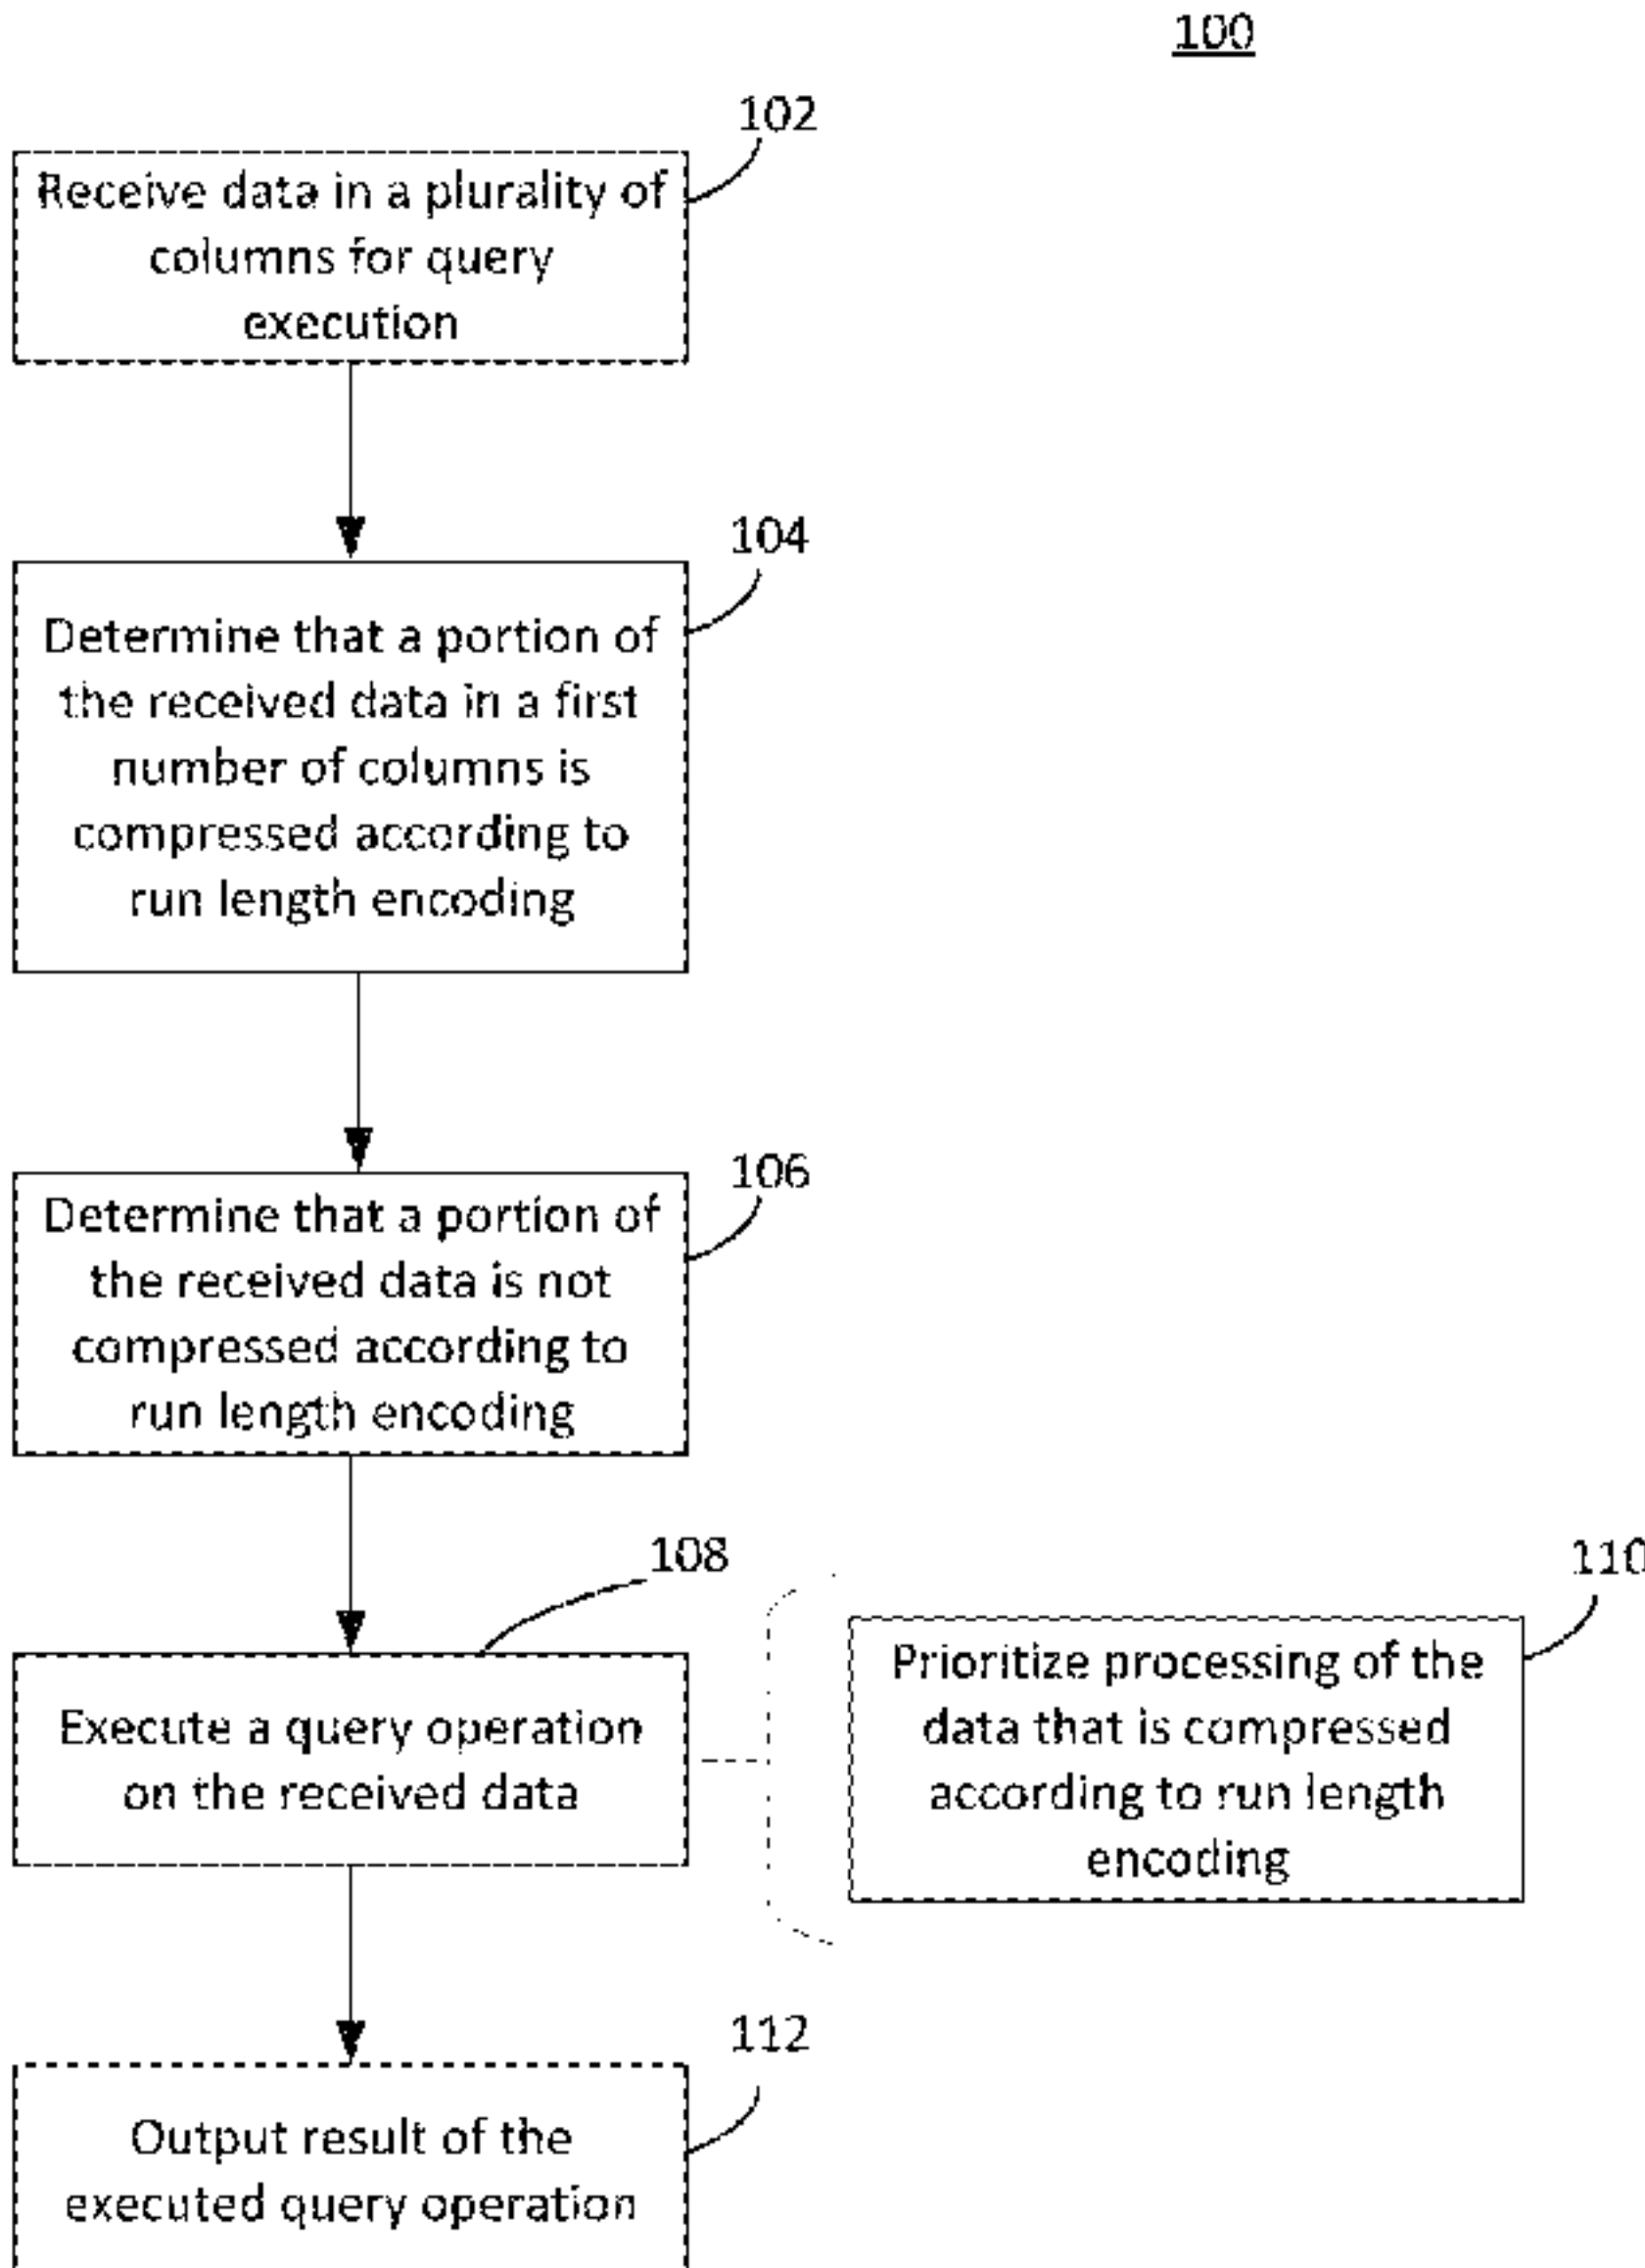 100
102
Receive data in a plurality of
columns for query
execution
104
Determine that a portion of
the received data in a first
number of columns is
compressed according to
run length encoding
106
Determine that a portion of
the received data is not
compressed according to
run length encoding
108
Execute a query operation
on the received data
110
Prioritize processing of the
data that is compressed
according to run length
encoding
112
Output result of the
executed query operation